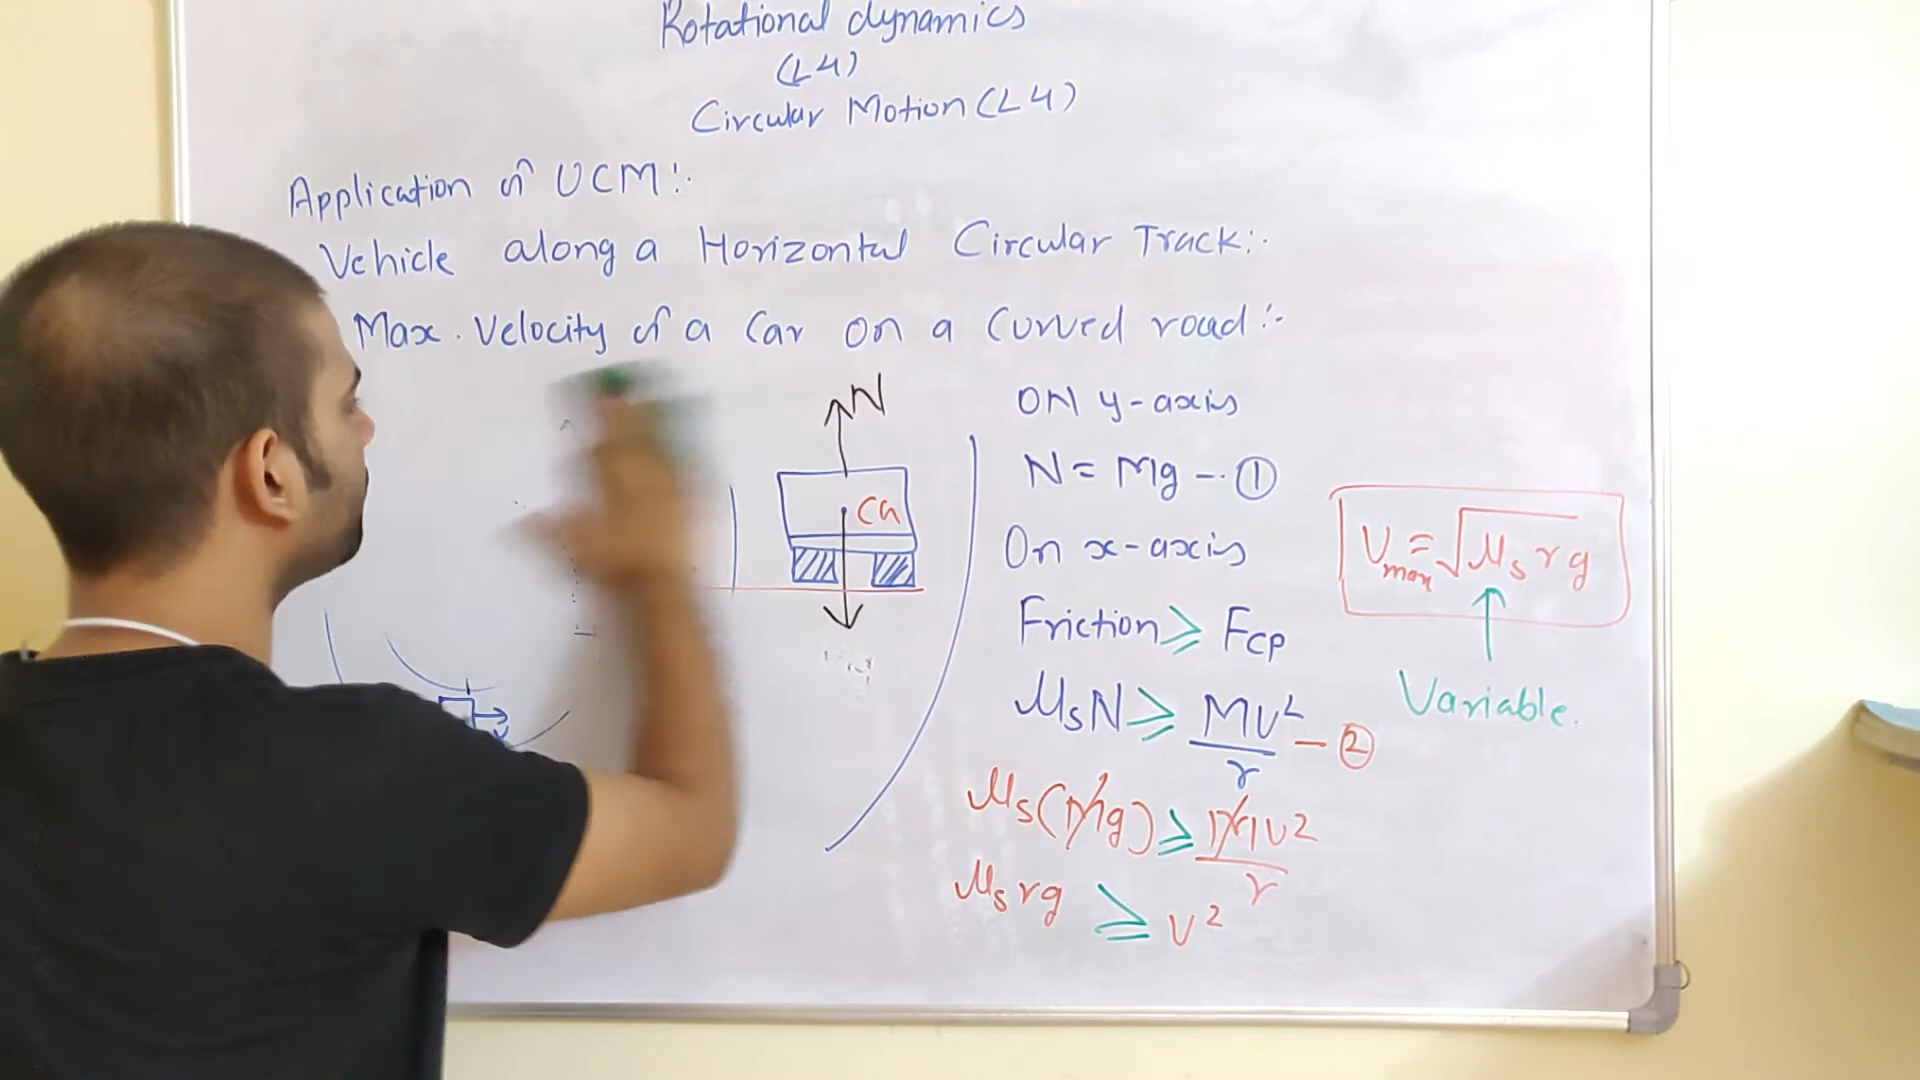 Rotational dynamics
(L4)
Circular Motion (L4)
Application of UCM:-
Vehicle along a Horizontal Circular Track:-
Max. Velocity of a Car on a Curved road:-
N
ON y-axis
N = Mg -- ①
On x-axis
Friction ⩾ FCP
μsN ⩾ MV²/r - ②
μs(Mg) ⩾ MV²/r
μs r g ⩾ V²
Vmax = √μs r g
Variable.